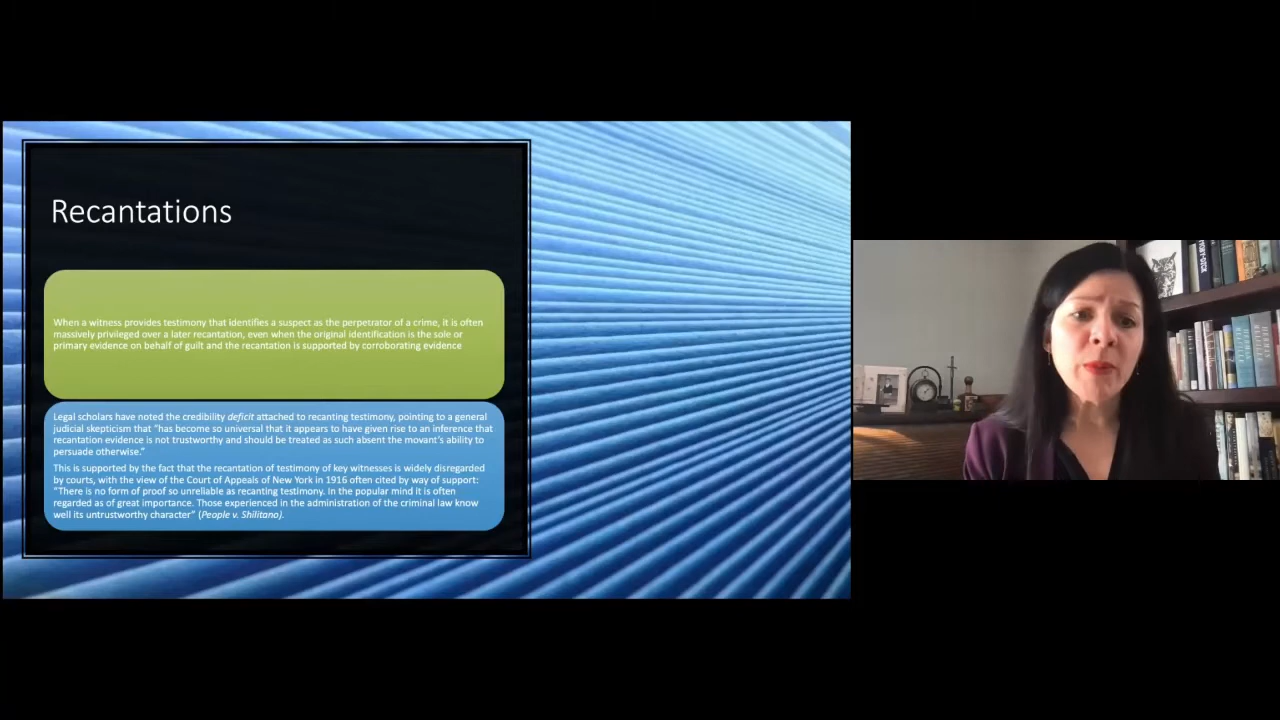 Recantations
When a witness provides testimony that identifies a suspect as the perpetrator of a crime, it is often
massively privileged over a later recantation, even when the original identification is the sole or
primary evidence on behalf of guilt and the recantation is supported by corroborating evidence
Legal scholars have noted the credibility deficit attached to recanting testimony, pointing to a general
judicial skepticism that “has become so universal that it appears to have given rise to an inference that
recantation evidence is not trustworthy and should be treated as such absent the movant’s ability to
persuade otherwise.”
This is supported by the fact that the recantation of testimony of key witnesses is widely disregarded
by courts, with the view of the Court of Appeals of New York in 1916 often cited by way of support:
“There is no form of proof so unreliable as recanting testimony. In the popular mind it is often
regarded as of great importance. Those experienced in the administration of the criminal law know
well its untrustworthy character” (People v. Shilitano).